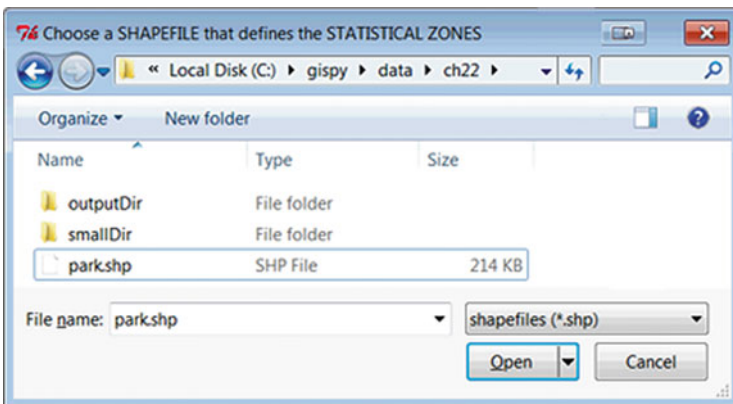 Choose a SHAPEFILE that defines the STATISTICAL ZONES
« Local Disk (C:) ▸ gispy ▸ data ▸ ch22 ▸
Organize ▾ New folder
Name Type Size
outputDir File folder
smallDir File folder
park.shp SHP File 214 KB
File name: park.shp shapefiles (*.shp)
Open Cancel